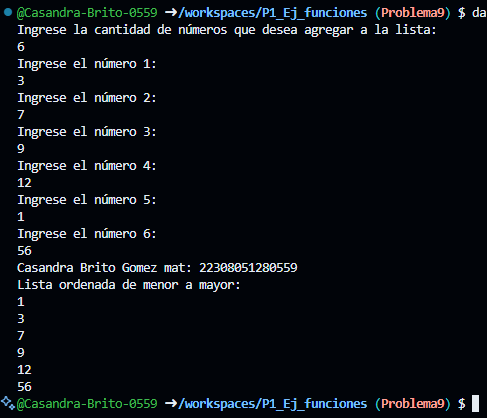 @Casandra-Brito-0559 ➜/workspaces/P1_Ej_funciones (Problema9) $ da
Ingrese la cantidad de números que desea agregar a la lista:
6
Ingrese el número 1:
3
Ingrese el número 2:
7
Ingrese el número 3:
9
Ingrese el número 4:
12
Ingrese el número 5:
1
Ingrese el número 6:
56
Casandra Brito Gomez mat: 22308051280559
Lista ordenada de menor a mayor:
1
3
7
9
12
56
@Casandra-Brito-0559 ➜/workspaces/P1_Ej_funciones (Problema9) $